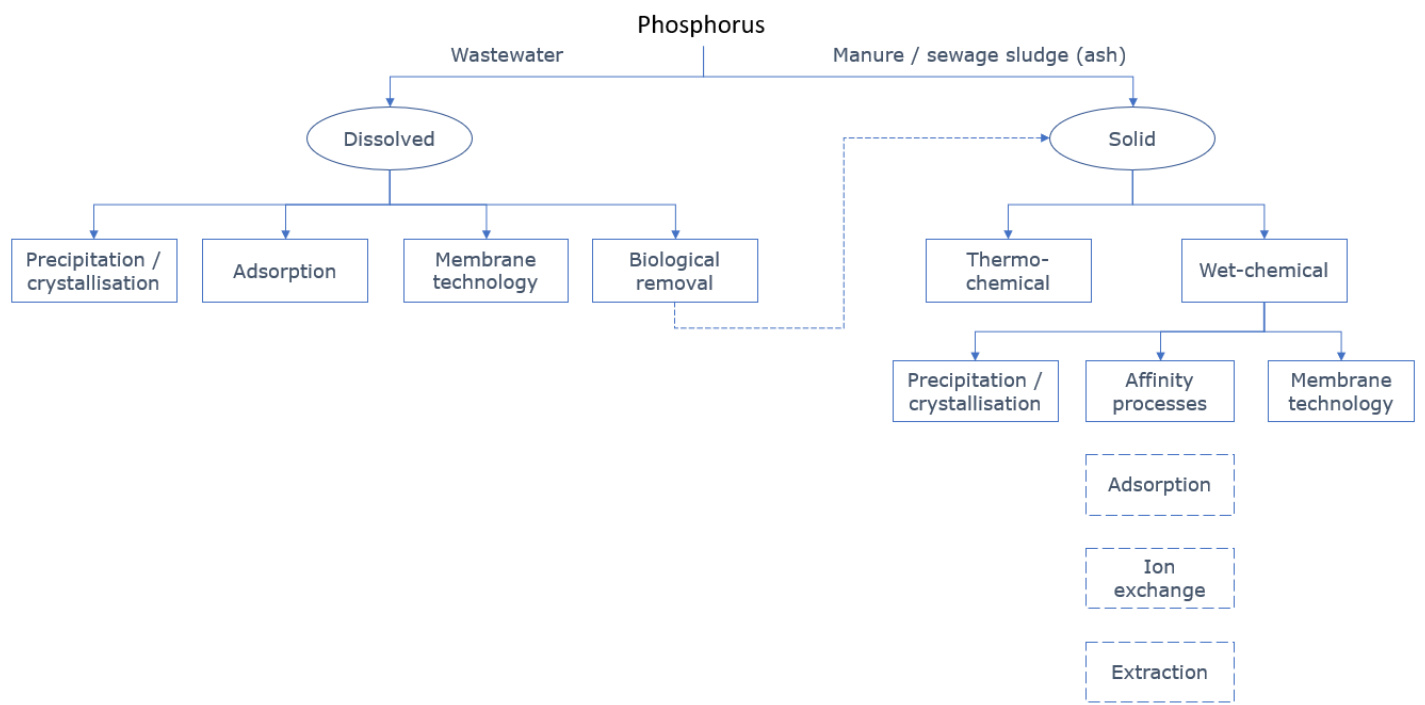 Phosphorus
Wastewater
Manure / sewage sludge (ash)
Dissolved
Solid
Precipitation /
crystallisation
Adsorption
Membrane
technology
Biological
removal
Thermo-
chemical
Wet-chemical
Precipitation /
crystallisation
Affinity
processes
Membrane
technology
Adsorption
Ion
exchange
Extraction